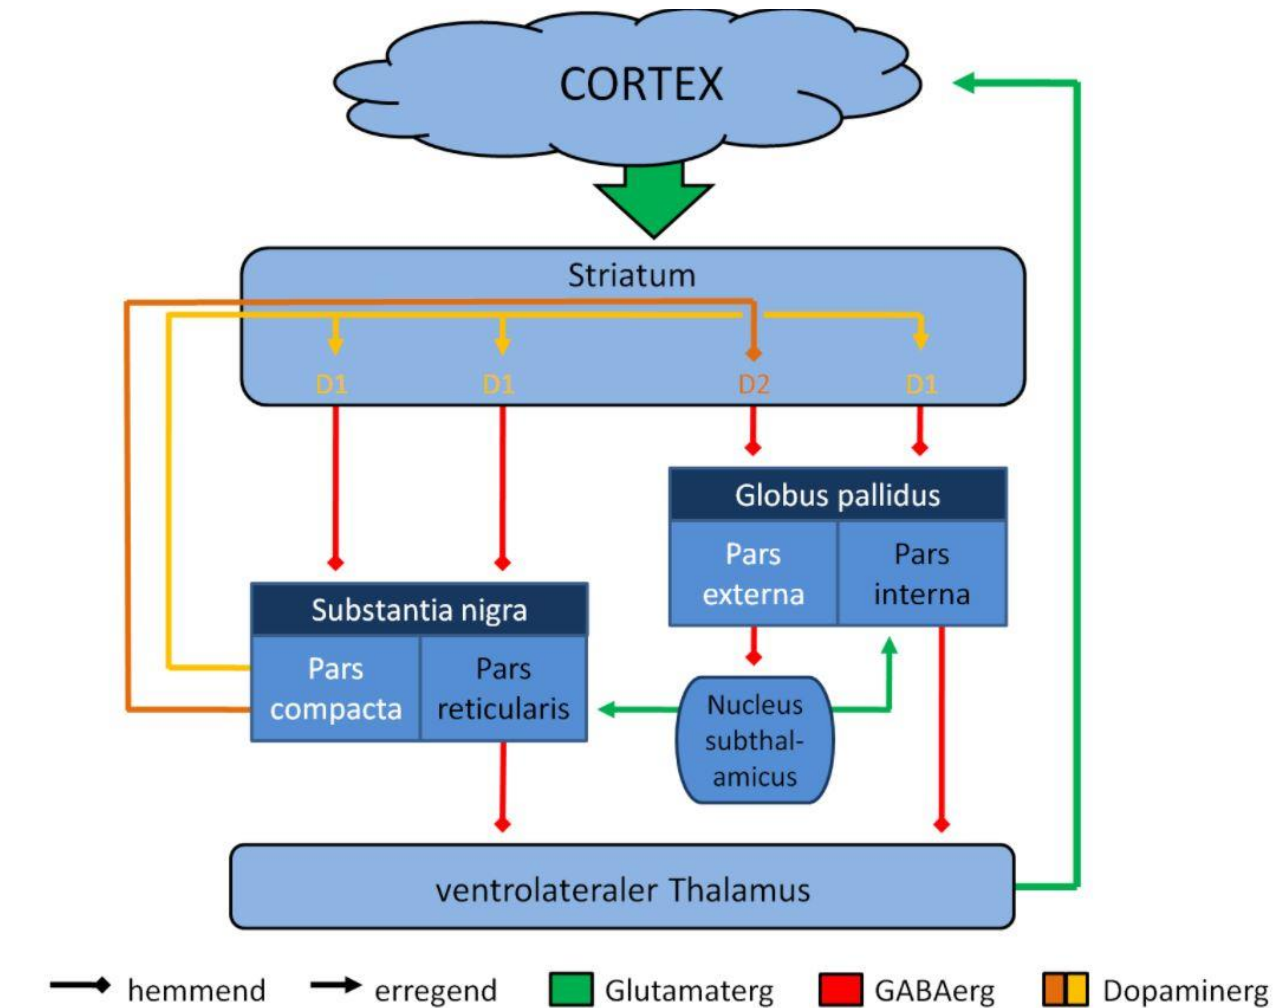 CORTEX
Striatum
D1 D1 D2 D1
Globus pallidus
Pars
externa
Pars
interna
Substantia nigra
Pars
compacta
Pars
reticularis
Nucleus
subthal-
amicus
ventrolateraler Thalamus
hemmend erregend Glutamaterg GABAerg Dopaminerg